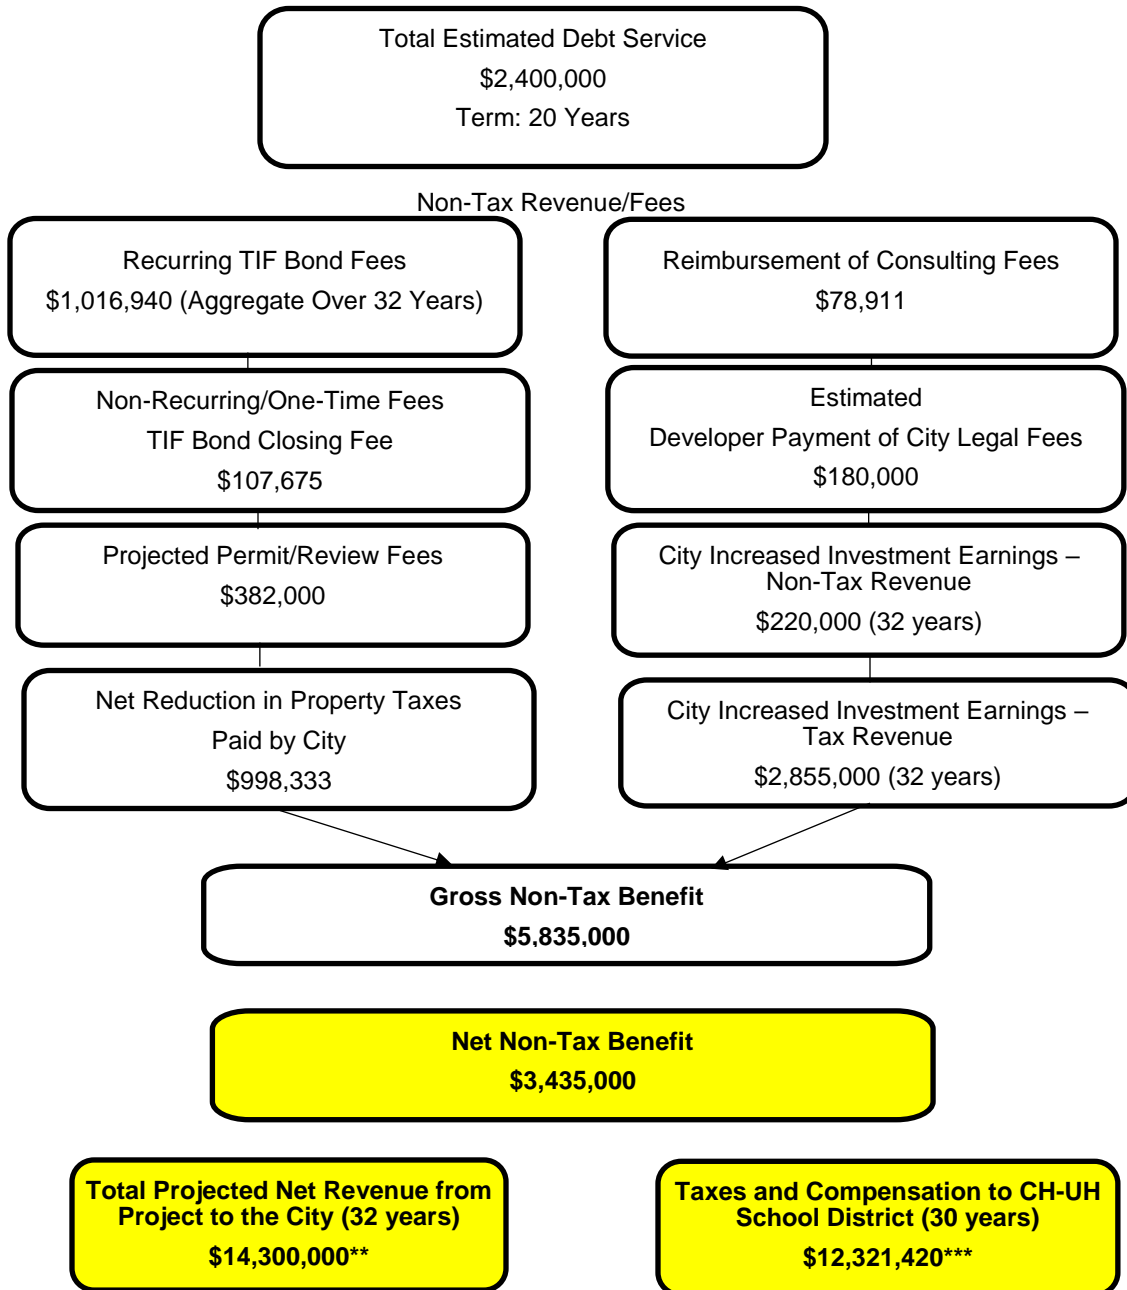 Total Estimated Debt Service
$2,400,000
Term: 20 Years
Non-Tax Revenue/Fees
Recurring TIF Bond Fees
$1,016,940 (Aggregate Over 32 Years)
Reimbursement of Consulting Fees
$78,911
Non-Recurring/One-Time Fees
TIF Bond Closing Fee
$107,675
Estimated
Developer Payment of City Legal Fees
$180,000
Projected Permit/Review Fees
$382,000
City Increased Investment Earnings –
Non-Tax Revenue
$220,000 (32 years)
Net Reduction in Property Taxes
Paid by City
$998,333
City Increased Investment Earnings –
Tax Revenue
$2,855,000 (32 years)
Gross Non-Tax Benefit
$5,835,000
Net Non-Tax Benefit
$3,435,000
Total Projected Net Revenue from
Project to the City (32 years)
$14,300,000**
Taxes and Compensation to CH-UH
School District (30 years)
$12,321,420***